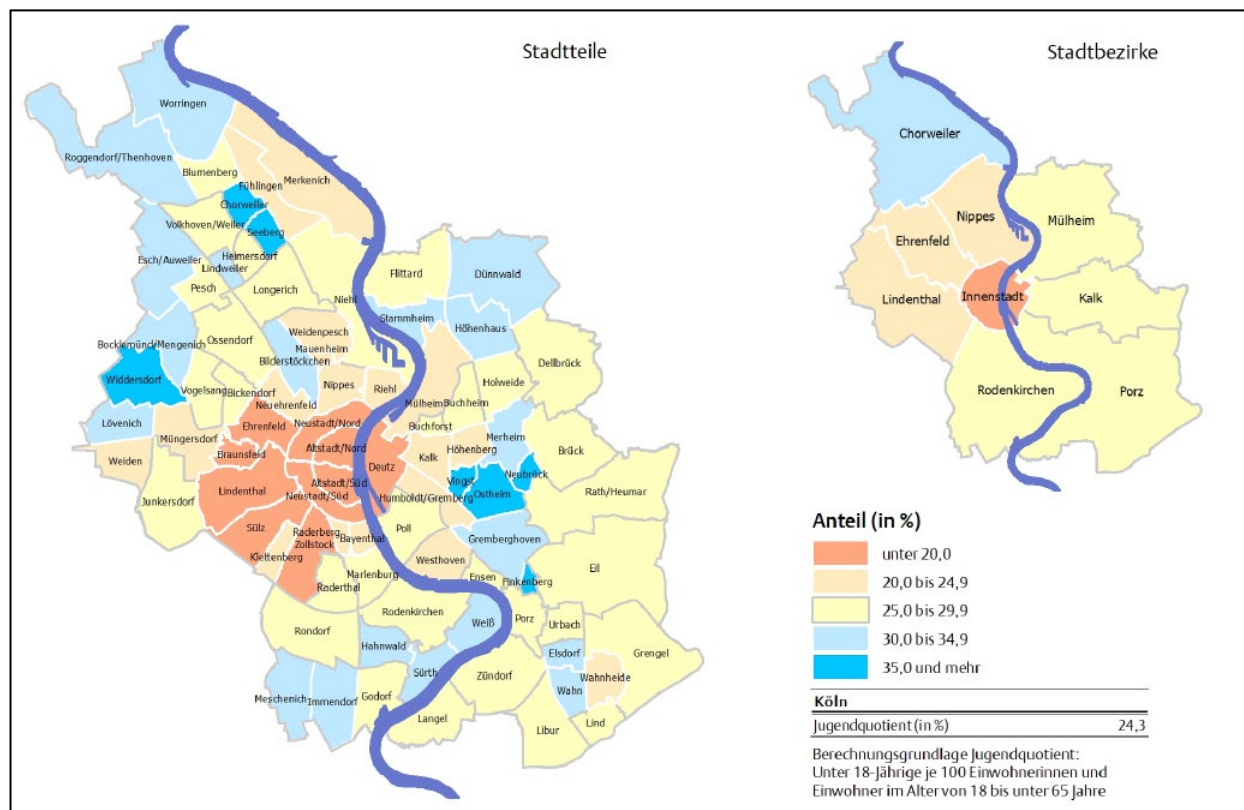 Stadtteile
Worringen
Roggendorf/Thenhoven
Blumenberg
Fühlingen
Merkenich
Chorweiler
Volkhoven/Weiler
Seeberg
Heimersdorf
Esch/Auweiler
Lindweiler
Pesch
Longerich
Niehl
Flittard
Dünnwald
Stammheim
Höhenhaus
Weidenpesch
Ossendorf
Mauenheim
Bocklemünd/Mengenich
Bilderstöckchen
Dellbrück
Widdersdorf
Vogelsang
Bickendorf
Nippes
Riehl
Holweide
Neuehrenfeld
Mülheim
Buchheim
Lövenich
Ehrenfeld
Neustadt/Nord
Buchforst
Müngersdorf
Merheim
Altstadt/Nord
Höhenberg
Brück
Braunsfeld
Weiden
Kalk
Deutz
Neubrück
Junkersdorf
Lindenthal
Altstadt/Süd
Vingst
Ostheim
Rath/Heumar
Neustadt/Süd
Humboldt/Gremberg
Sülz
Poll
Raderberg
Zollstock
Bayenthal
Gremberghoven
Klettenberg
Westhoven
Eil
Marienburg
Raderthal
Ensen
Finkenberg
Rodenkirchen
Weiß
Porz
Urbach
Rondorf
Hahnwald
Elsdorf
Grengel
Sürth
Zündorf
Wahnheide
Wahn
Meschenich
Immendorf
Godorf
Langel
Lind
Libur
Stadtbezirke
Chorweiler
Nippes
Mülheim
Ehrenfeld
Lindenthal
Innenstadt
Kalk
Rodenkirchen
Porz
Anteil (in %)
unter 20,0
20,0 bis 24,9
25,0 bis 29,9
30,0 bis 34,9
35,0 und mehr
Köln
Jugendquotient (in %) 24,3
Berechnungsgrundlage Jugendquotient:
Unter 18-Jährige je 100 Einwohnerinnen und
Einwohner im Alter von 18 bis unter 65 Jahre